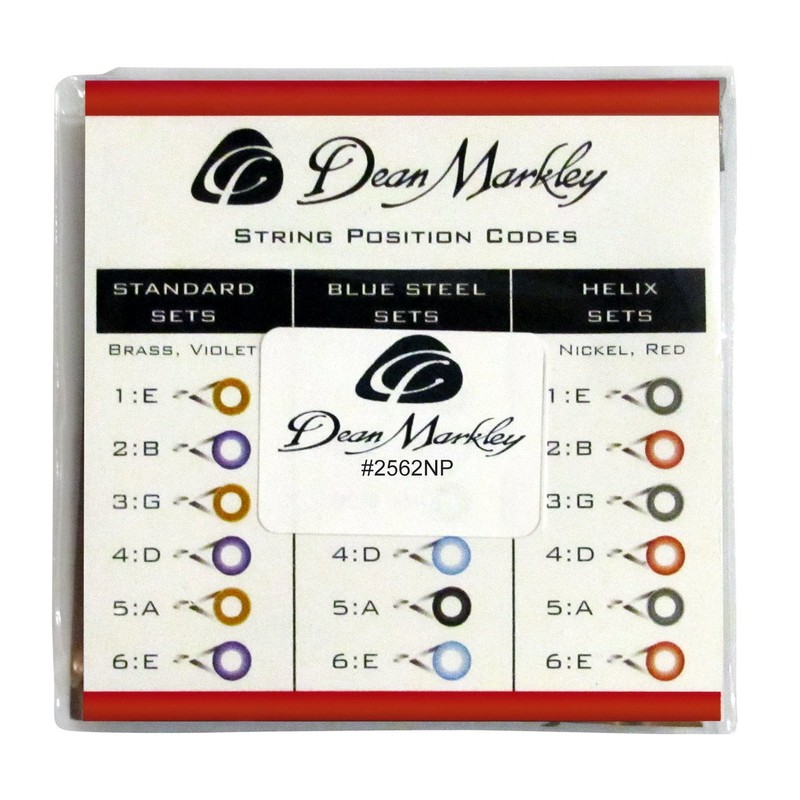 Dean Markley
STRING POSITION CODES
STANDARD SETS
BLUE STEEL SETS
HELIX SETS
BRASS, VIOLET
NICKEL, RED
1:E
2:B
3:G
4:D
5:A
6:E
Dean Markley
#2562NP
4:D
5:A
6:E
1:E
2:B
3:G
4:D
5:A
6:E